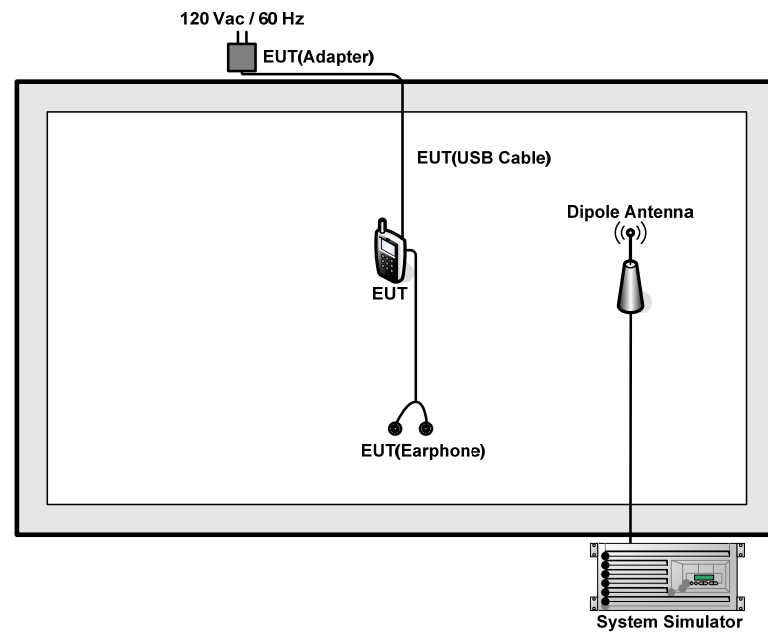 120 Vac / 60 Hz
EUT(Adapter)
EUT(USB Cable)
Dipole Antenna
EUT
EUT(Earphone)
System Simulator